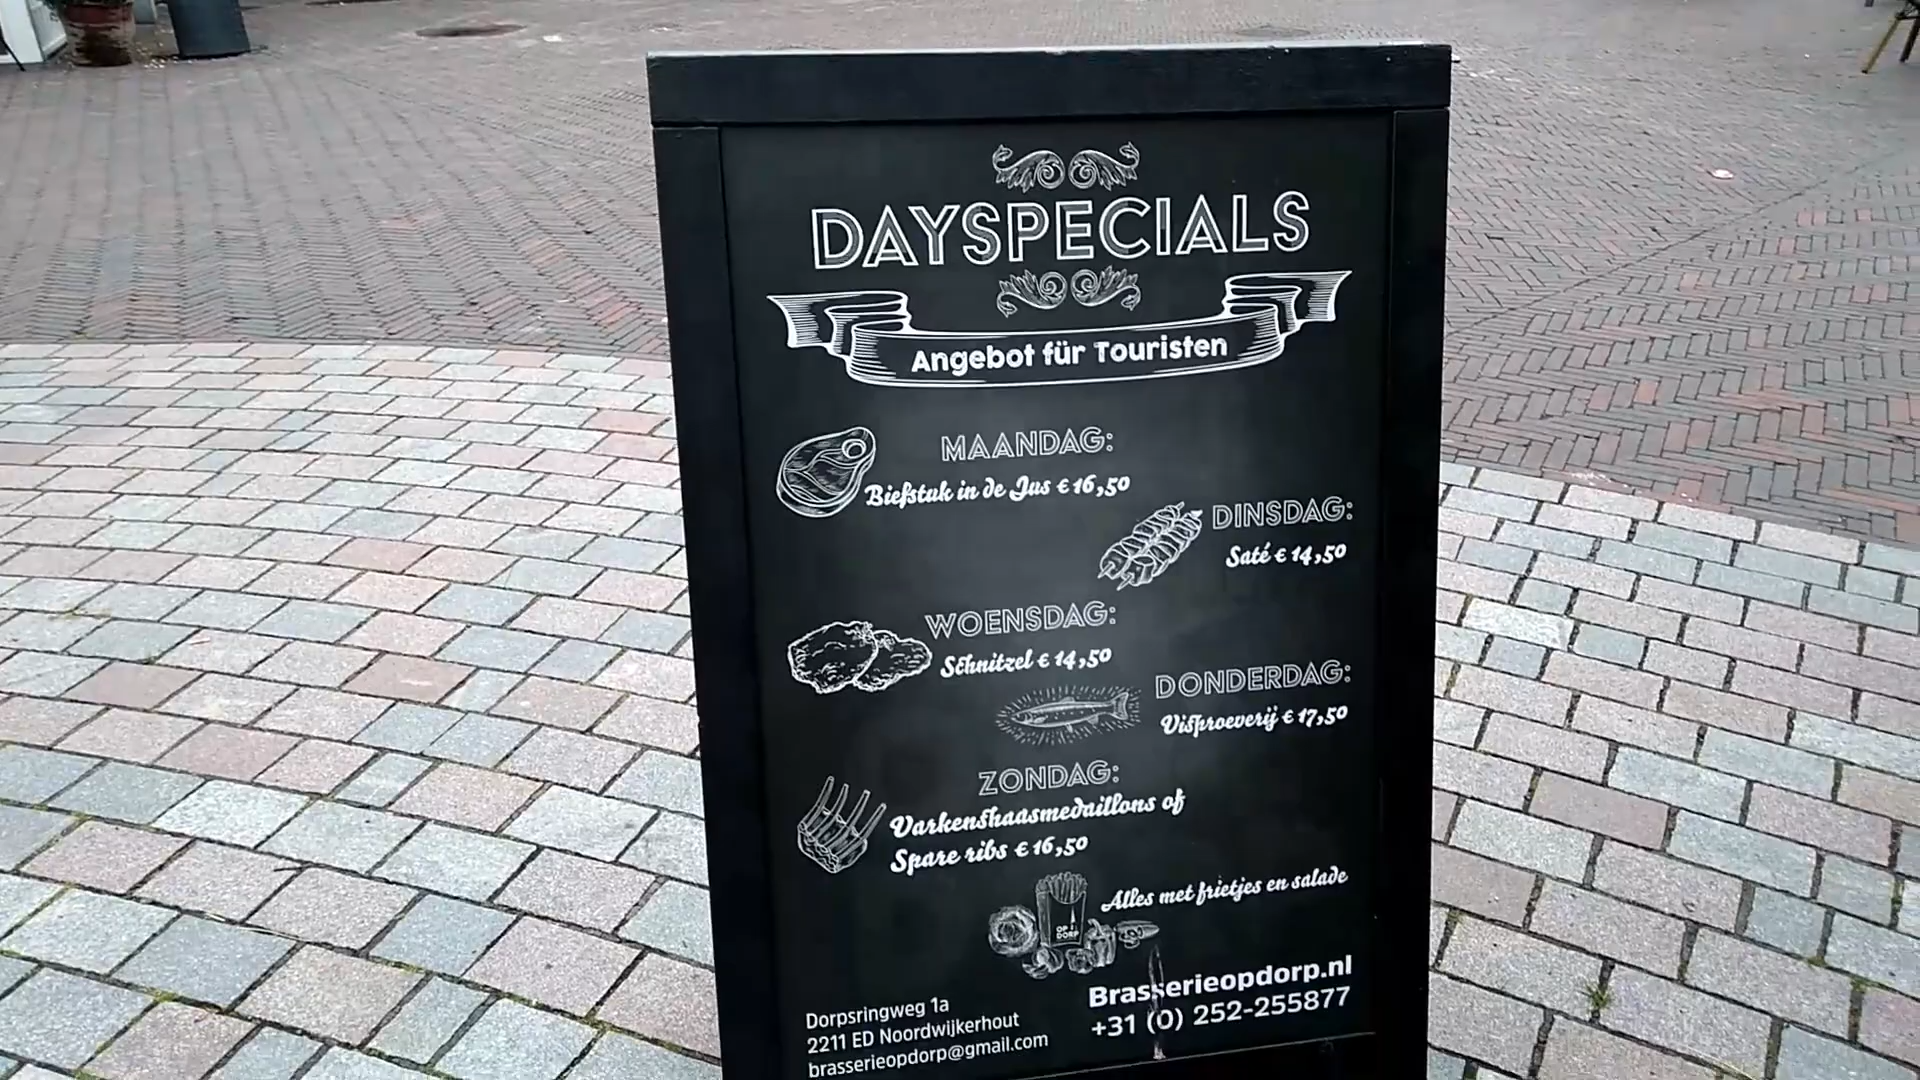 DAYSPECIALS
Angebot für Touristen
MAANDAG:
Biefstuk in de Jus € 16,50
DINSDAG:
Saté € 14,50
WOENSDAG:
Schnitzel € 14,50
DONDERDAG:
Visproeverij € 17,50
ZONDAG:
Varkenshaasmedaillons of
Spare ribs € 16,50
Alles met frietjes en salade
OP
DORP
Brasserieopdorp.nl
+31 (0) 252-255877
Dorpsringweg 1a
2211 ED Noordwijkerhout
brasserieopdorp@gmail.com